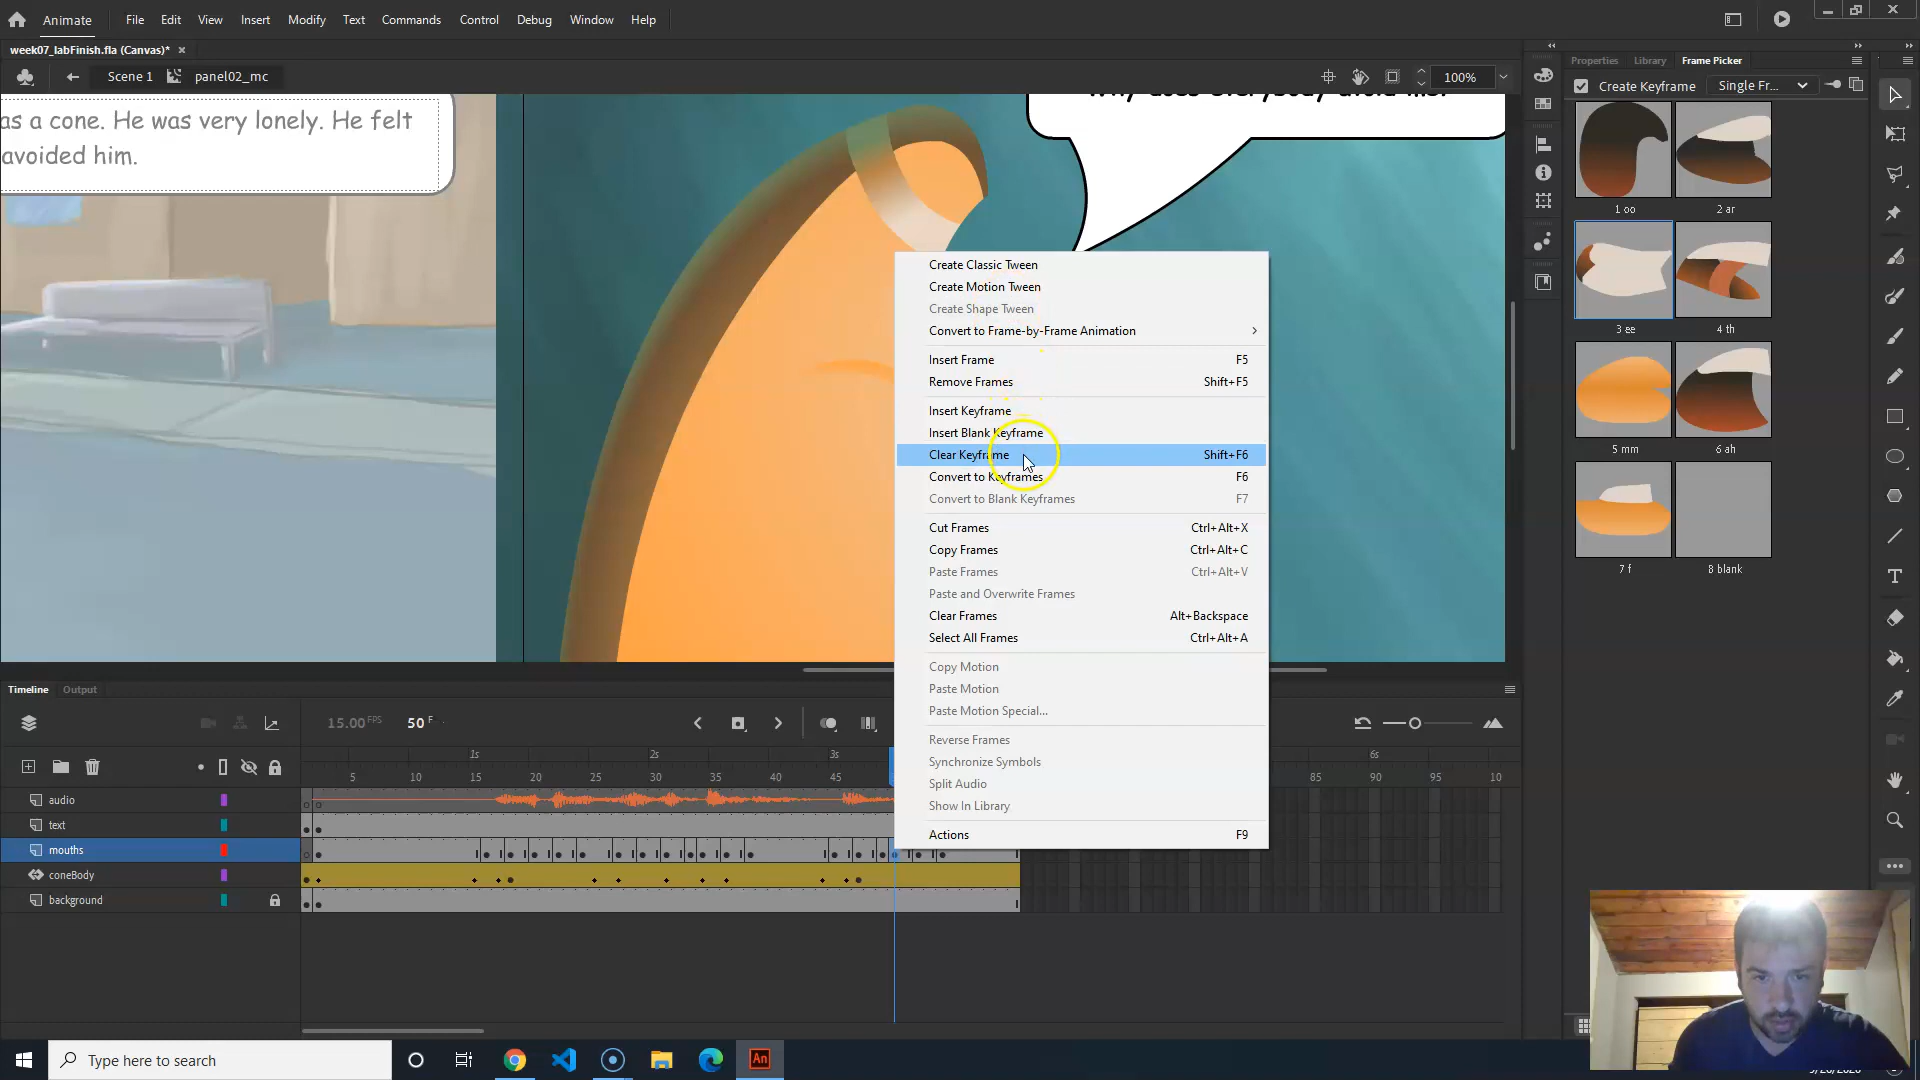 Animate File Edit View Insert Modify Text Commands Control Debug Window Help
week07_labFinish.fla (Canvas)*
Scene 1 panel02_mc 100%
Properties Library Frame Picker
Create Keyframe Single Fr...
as a cone. He was very lonely. He felt
avoided him.
why does everybody avoid me?
1 oo 2 ar
3 ee 4 th
5 mm 6 ah
7 f 8 blank
Create Classic Tween
Create Motion Tween
Create Shape Tween
Convert to Frame-by-Frame Animation
Insert Frame F5
Remove Frames Shift+F5
Insert Keyframe
Insert Blank Keyframe
Clear Keyframe Shift+F6
Convert to Keyframes F6
Convert to Blank Keyframes F7
Cut Frames Ctrl+Alt+X
Copy Frames Ctrl+Alt+C
Paste Frames Ctrl+Alt+V
Paste and Overwrite Frames
Clear Frames Alt+Backspace
Select All Frames Ctrl+Alt+A
Copy Motion
Paste Motion
Paste Motion Special...
Reverse Frames
Synchronize Symbols
Split Audio
Show In Library
Actions F9
Timeline Output
15.00 FPS 50 F
1s 2s 3s 6s
5 10 15 20 25 30 35 40 45 85 90 95 10
audio
text
mouths
coneBody
background
Type here to search
An